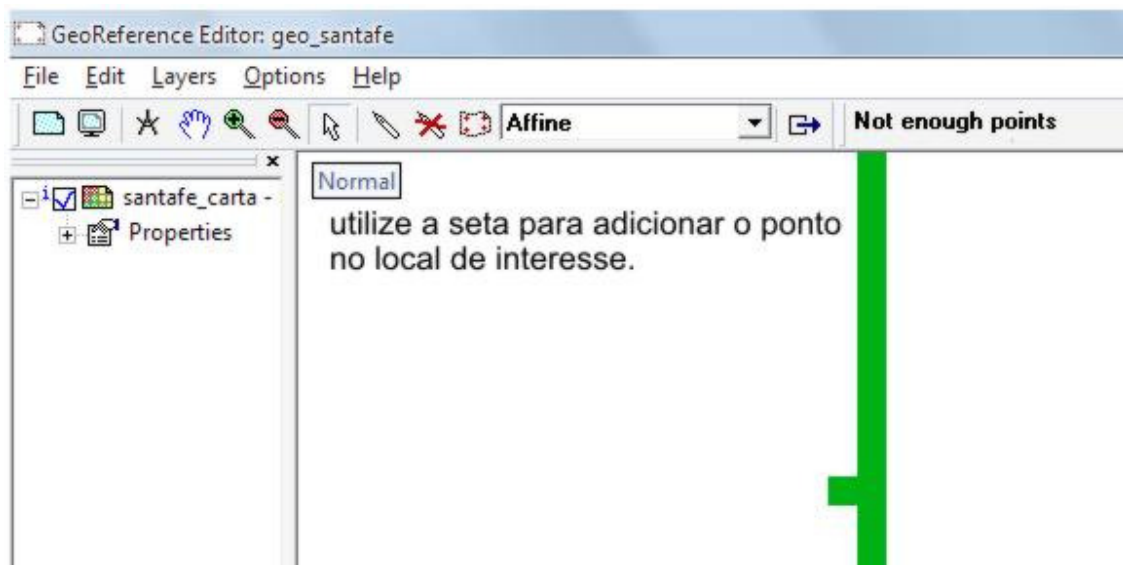 GeoReference Editor: geo_santafe
File Edit Layers Options Help
Affine
Not enough points
santafe_carta -
Properties
Normal
utilize a seta para adicionar o ponto
no local de interesse.